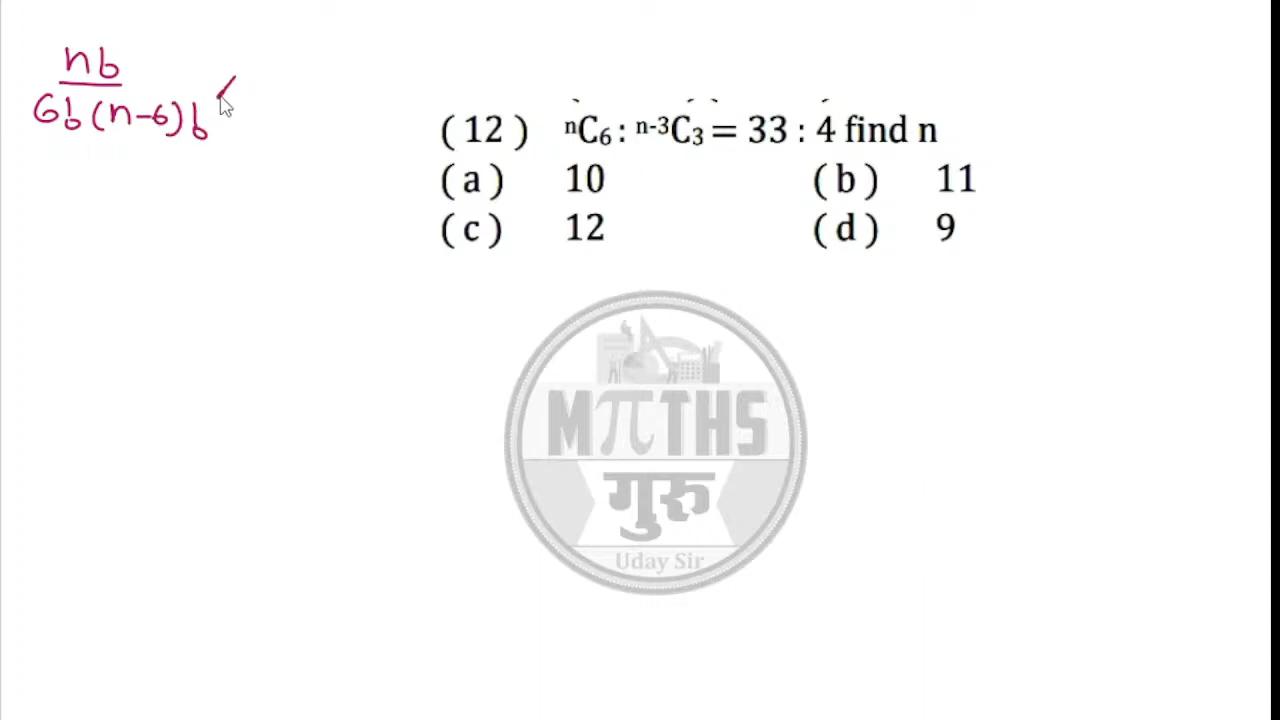 n!
6! (n-6)!
( 12 ) ⁿC₆ : ⁿ⁻³C₃ = 33 : 4 find n
( a ) 10 ( b ) 11
( c ) 12 ( d ) 9
MπTHS
गुरु
Uday Sir